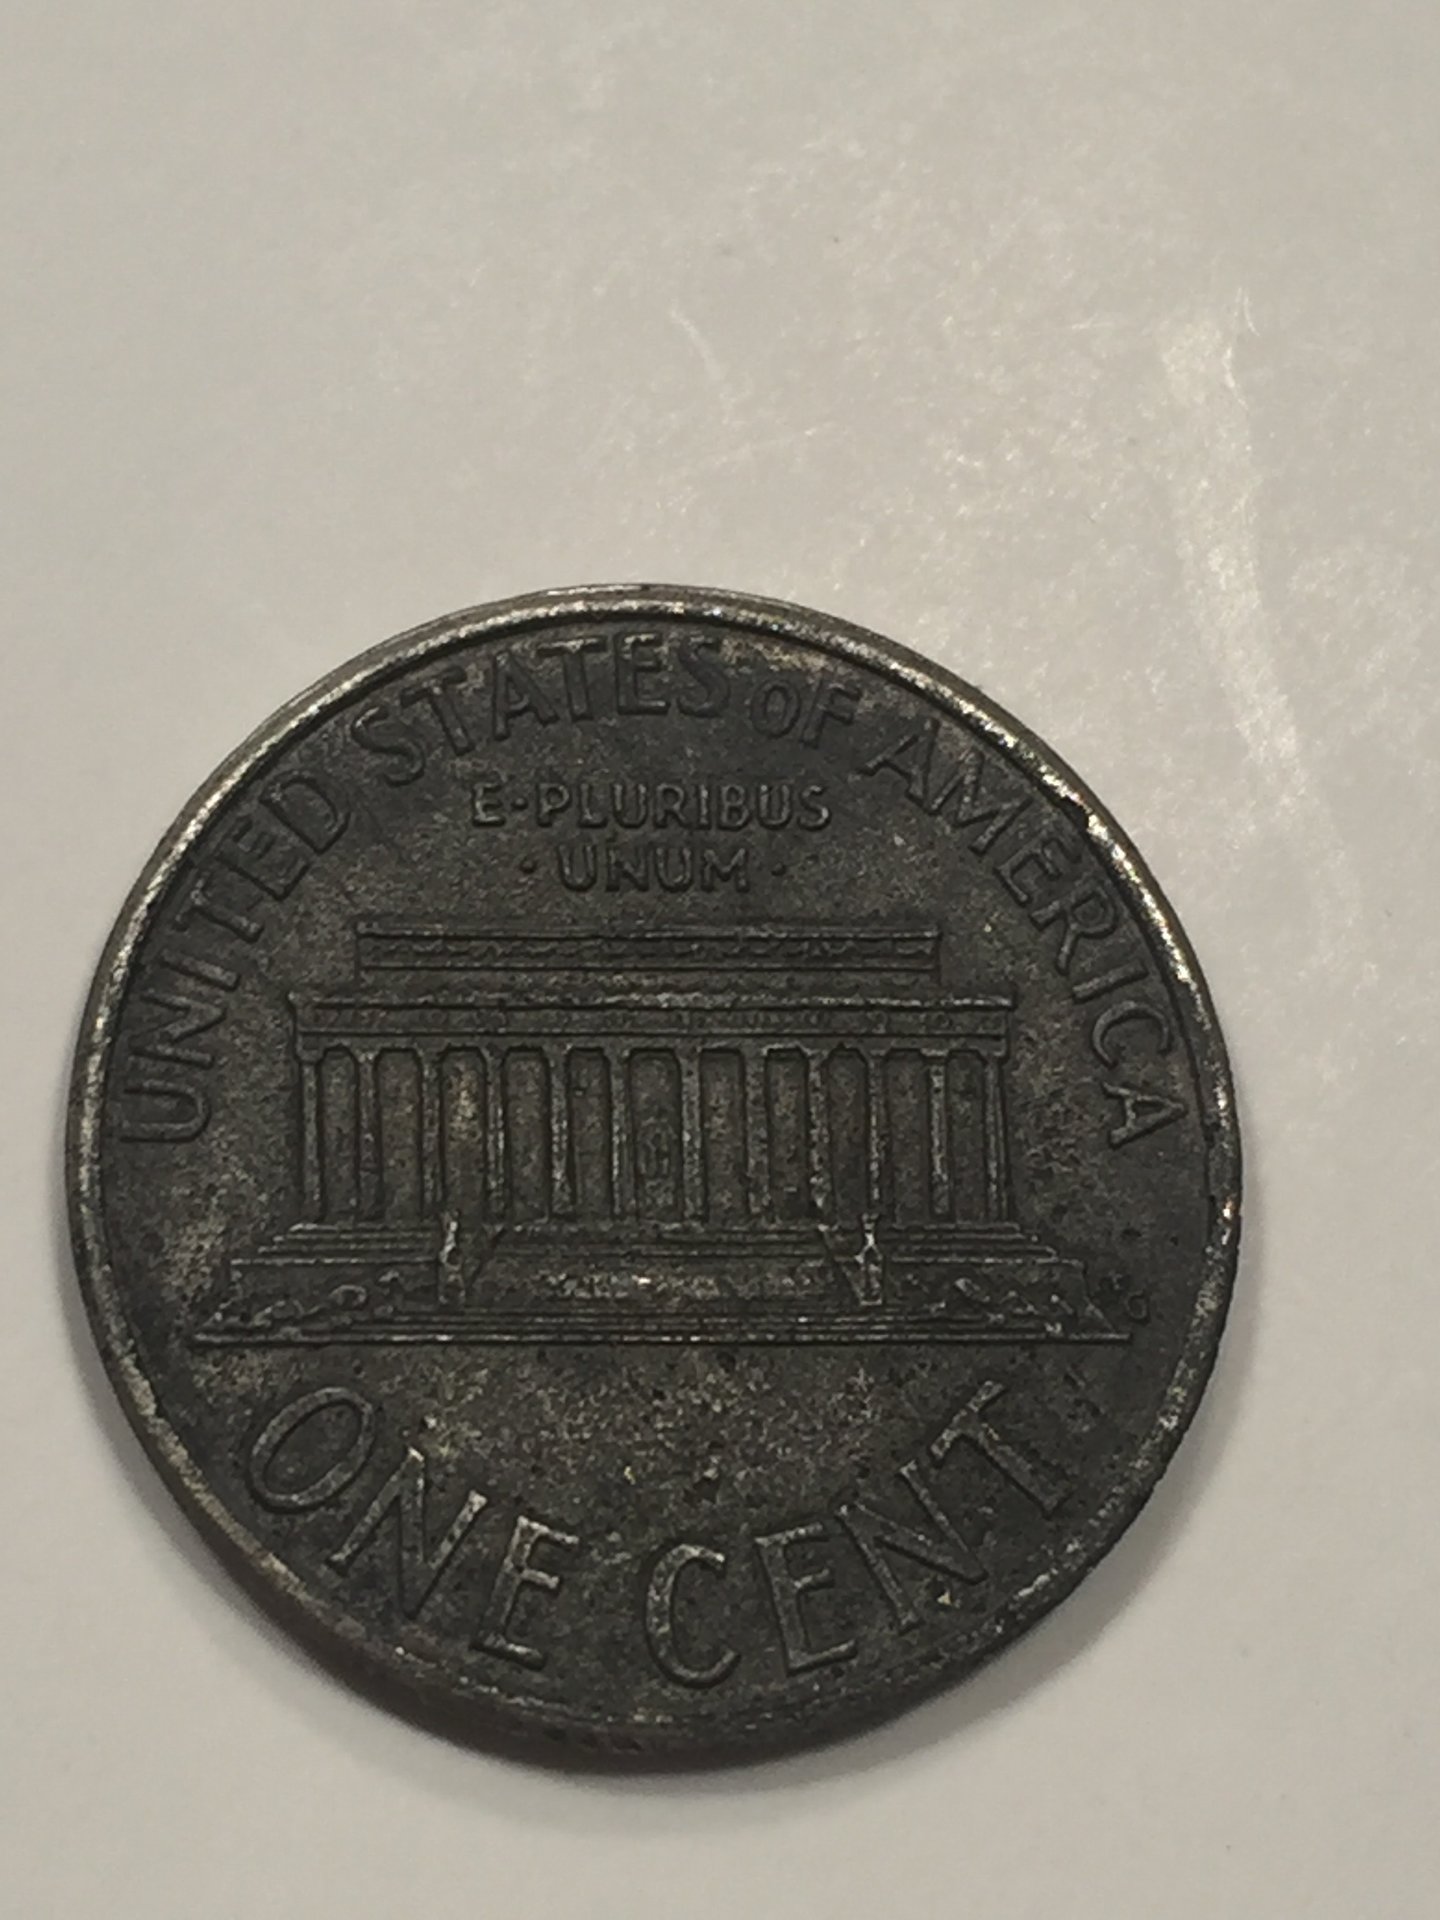 UNITED STATES OF AMERICA
E·PLURIBUS
·UNUM·
ONE CENT